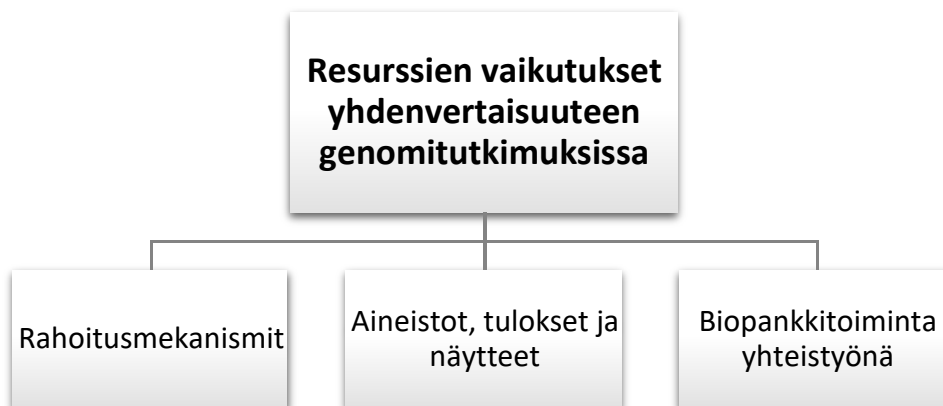 Resurssien vaikutukset
yhdenvertaisuuteen
genomitutkimuksissa
Rahoitusmekanismit
Aineistot, tulokset ja
näytteet
Biopankkitoiminta
yhteistyönä